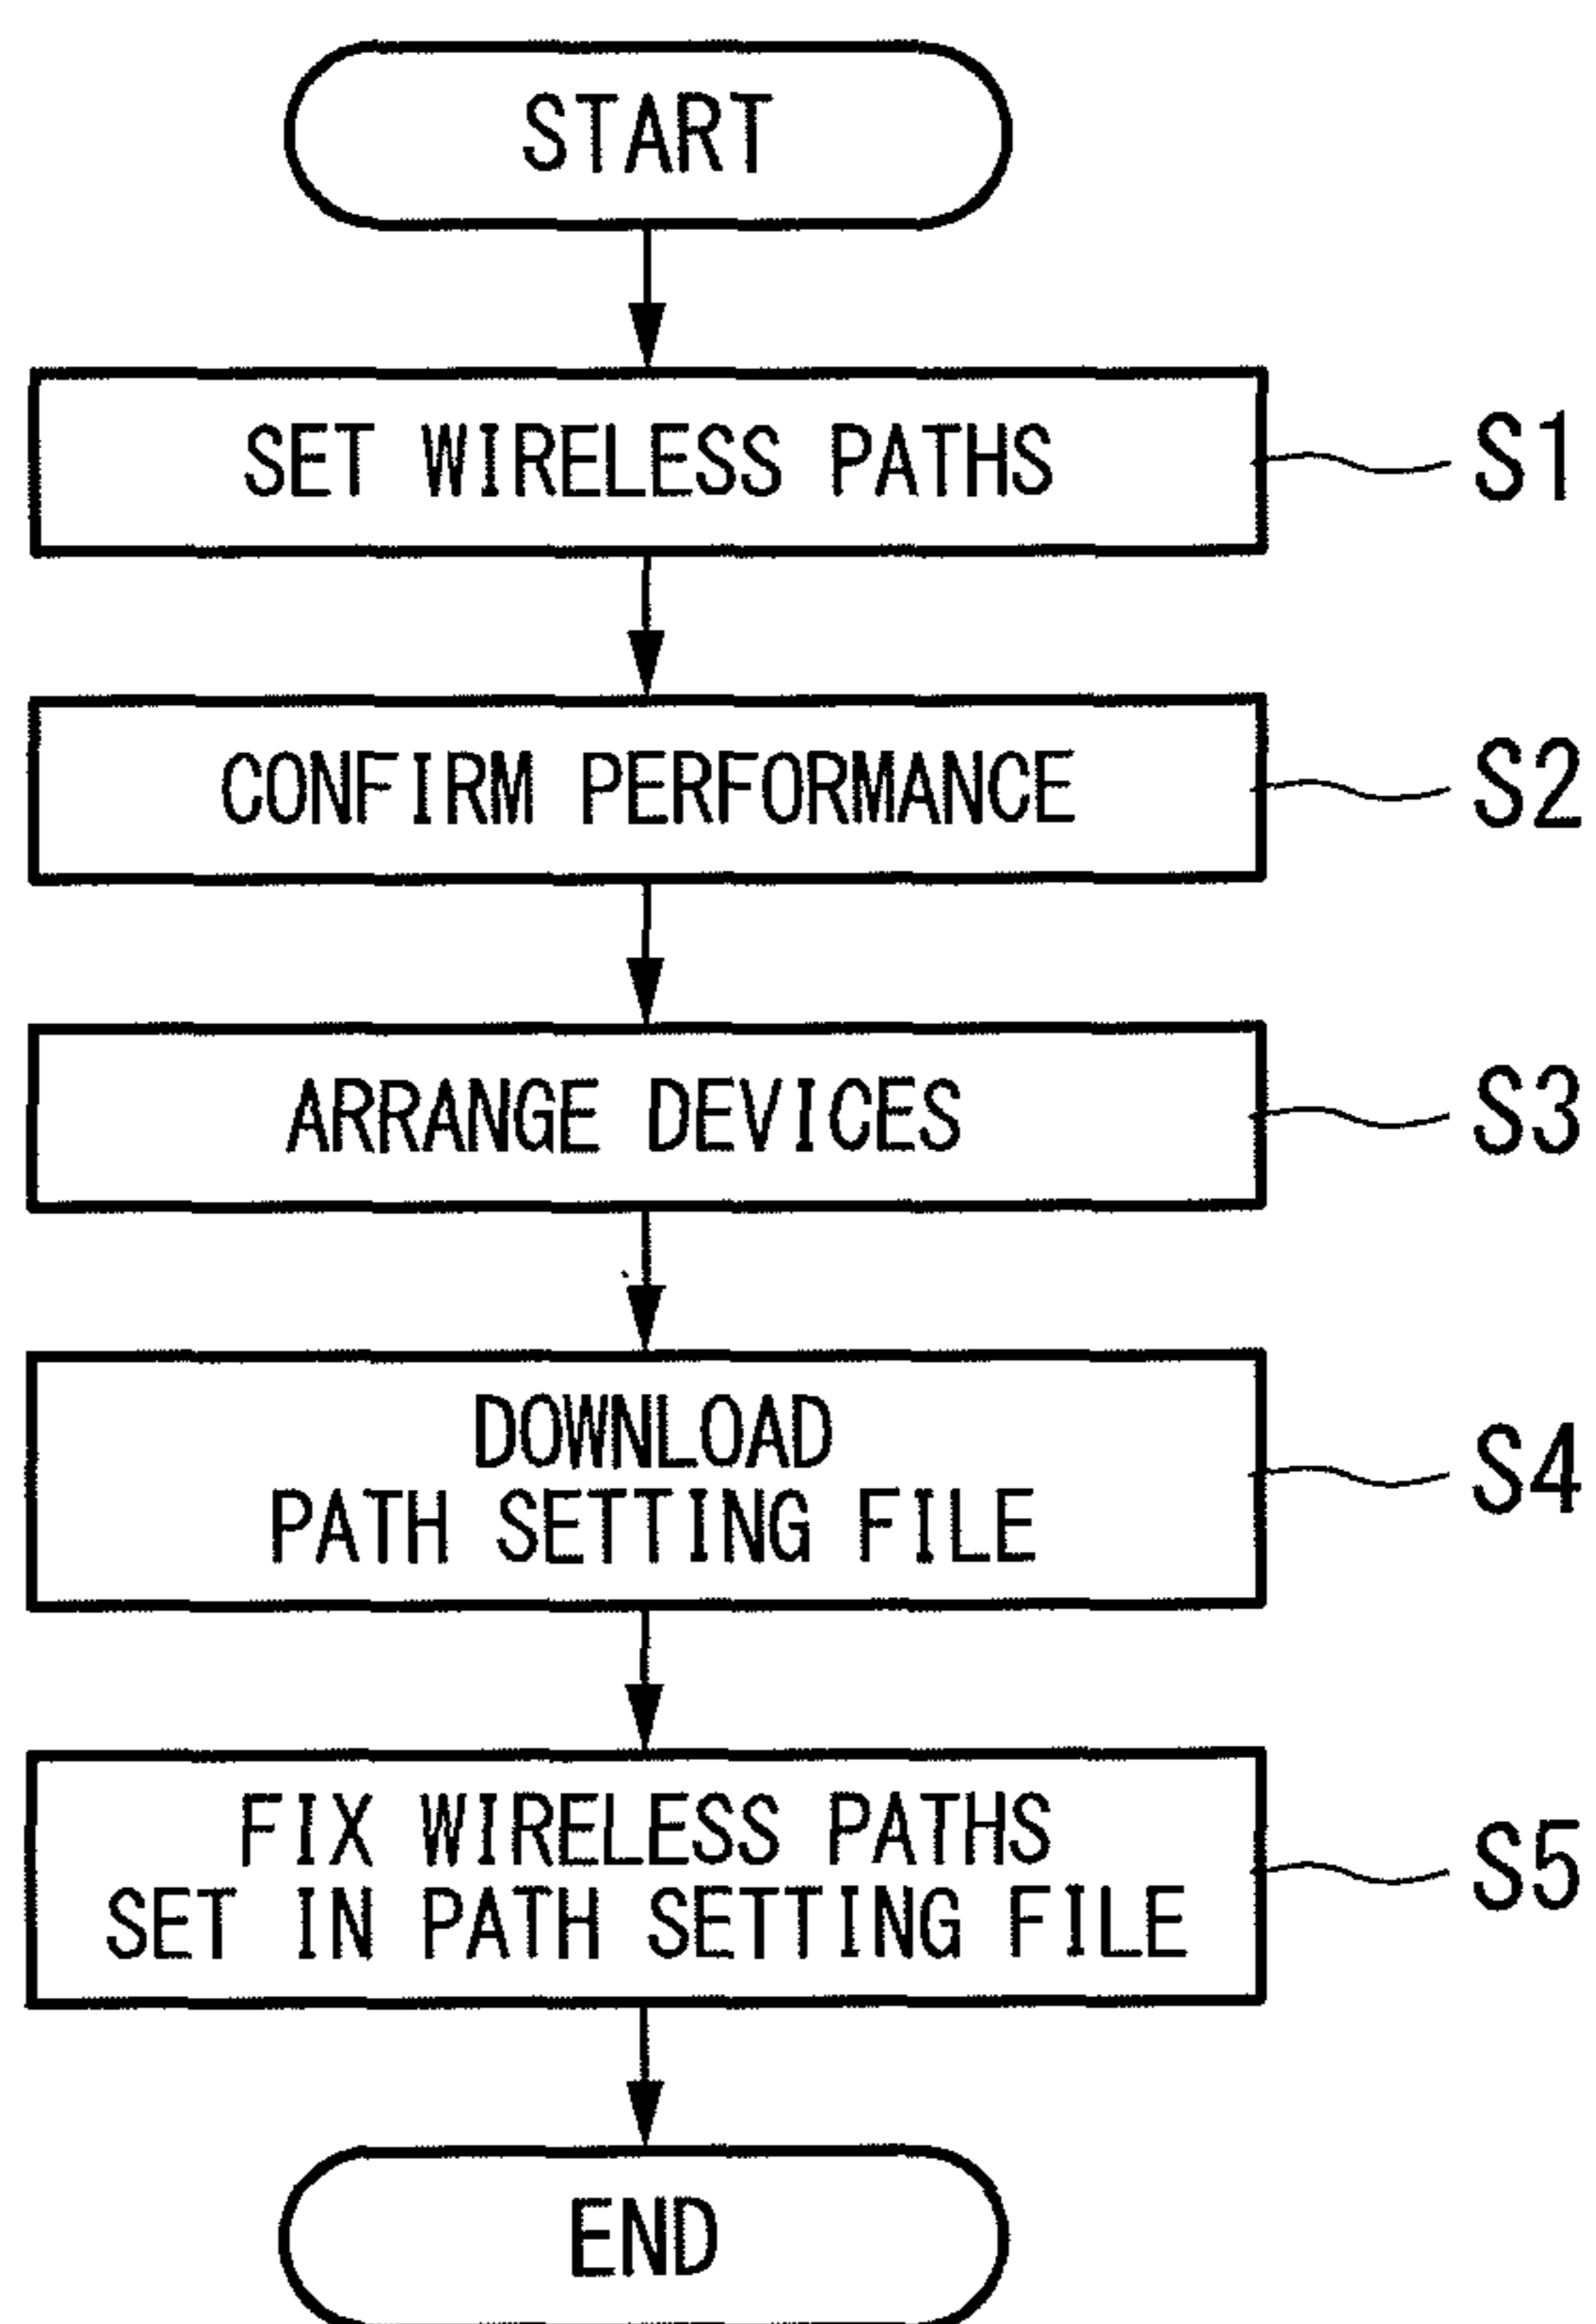 START
SET WIRELESS PATHS
S1
CONFIRM PERFORMANCE
S2
ARRANGE DEVICES
S3
DOWNLOAD
PATH SETTING FILE
S4
FIX WIRELESS PATHS
SET IN PATH SETTING FILE
S5
END